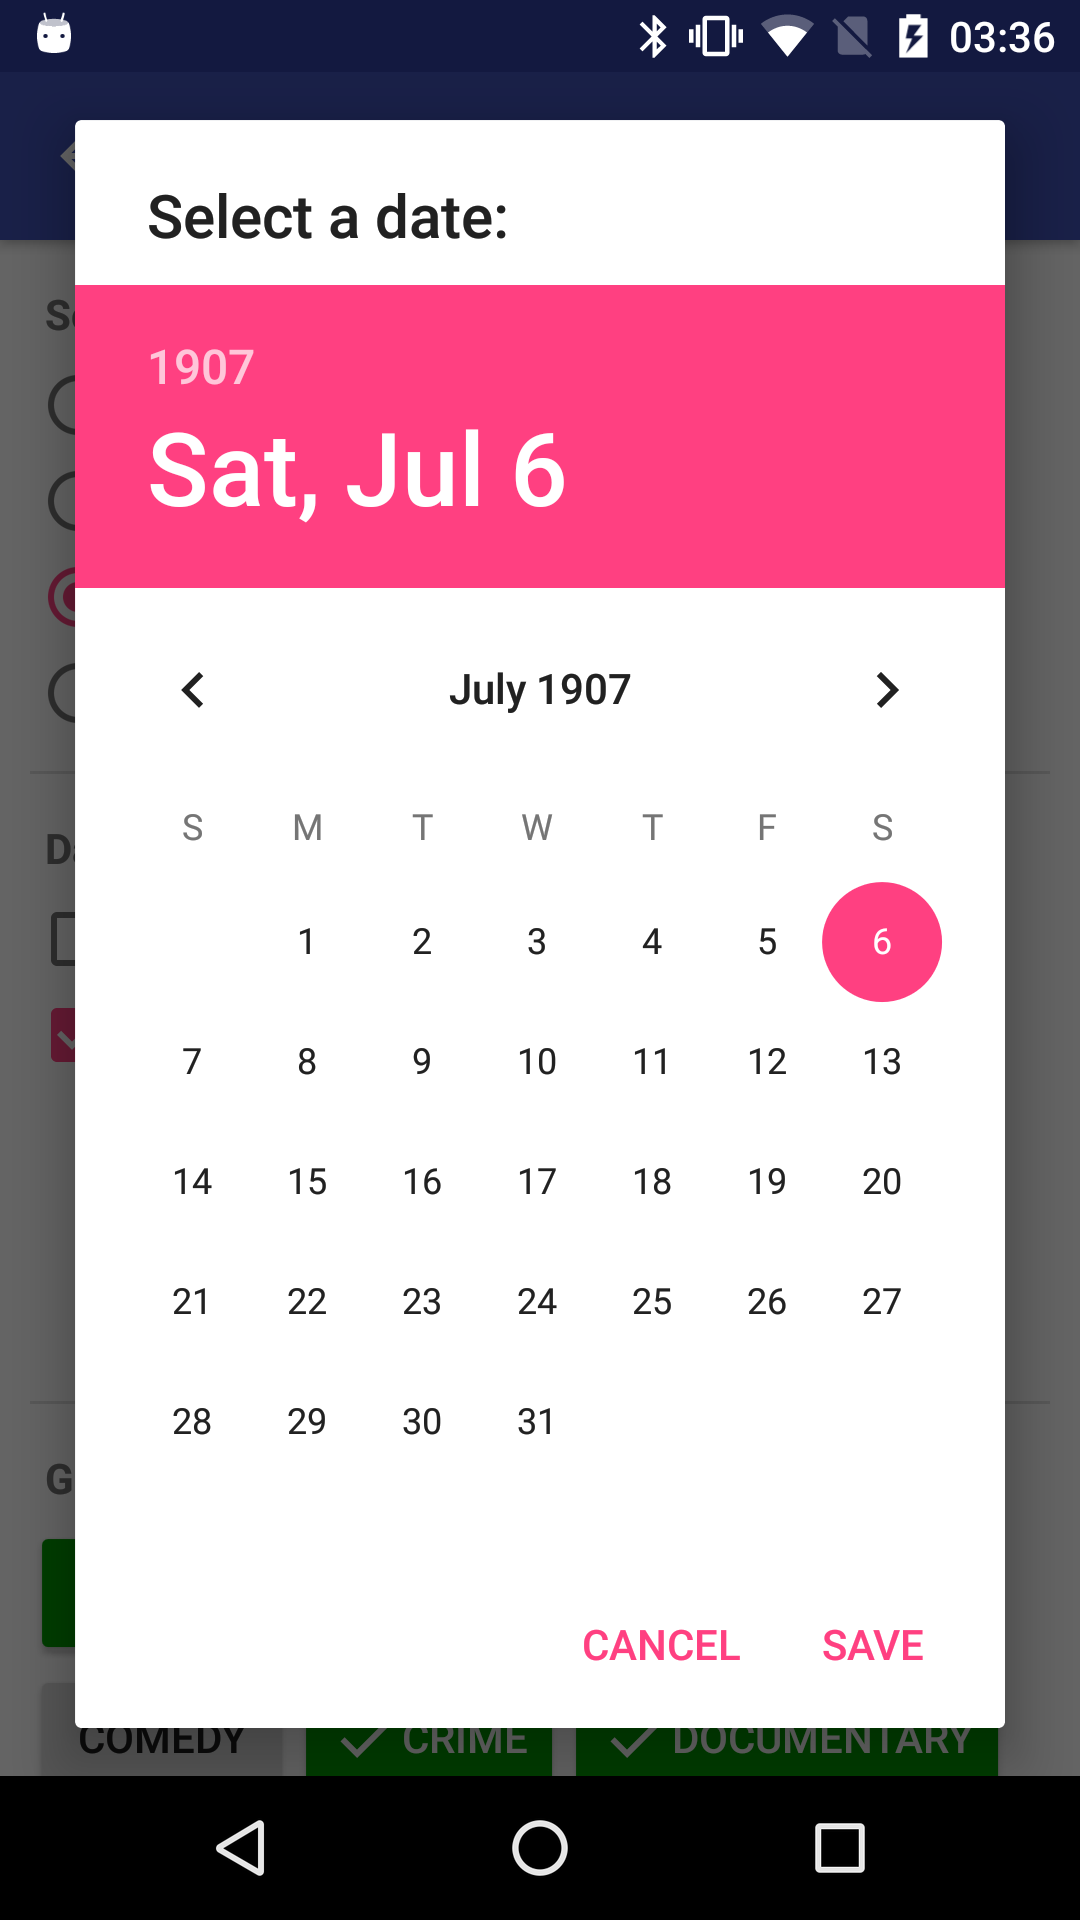 03:36
Select a date:
1907
Sat, Jul 6
July 1907
S M T W T F S
1 2 3 4 5 6
7 8 9 10 11 12 13
14 15 16 17 18 19 20
21 22 23 24 25 26 27
28 29 30 31
CANCEL SAVE
COMEDY CRIME DOCUMENTARY